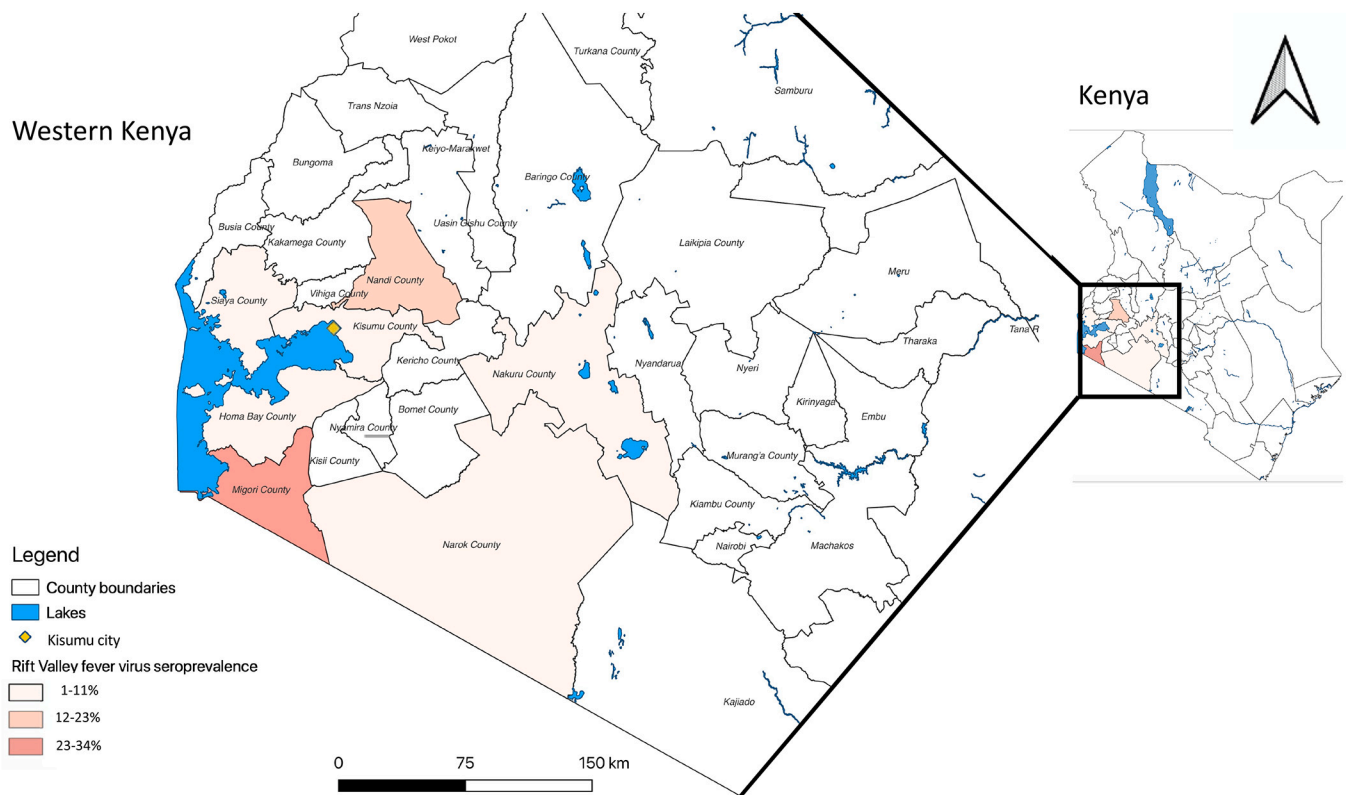 West Pokot
Turkana County
Samburu
Kenya
Trans Nzoia
Western Kenya
Keiyo-Marakwet
Bungoma
Baringo County
Busia County
Uasin Gishu County
Kakamega County
Laikipia County
Meru
Nandi County
Vihiga County
Siaya County
Kisumu County
Tana R
Tharaka
Kericho County
Nyandarua
Nyeri
Nakuru County
Kirinyaga
Bomet County
Homa Bay County
Embu
Nyamira County
Murang'a County
Kisii County
Migori County
Kiambu County
Narok County
Nairobi
Machakos
Kajiado
Legend
County boundaries
Lakes
Kisumu city
Rift Valley fever virus seroprevalence
1-11%
12-23%
23-34%
0 75 150 km